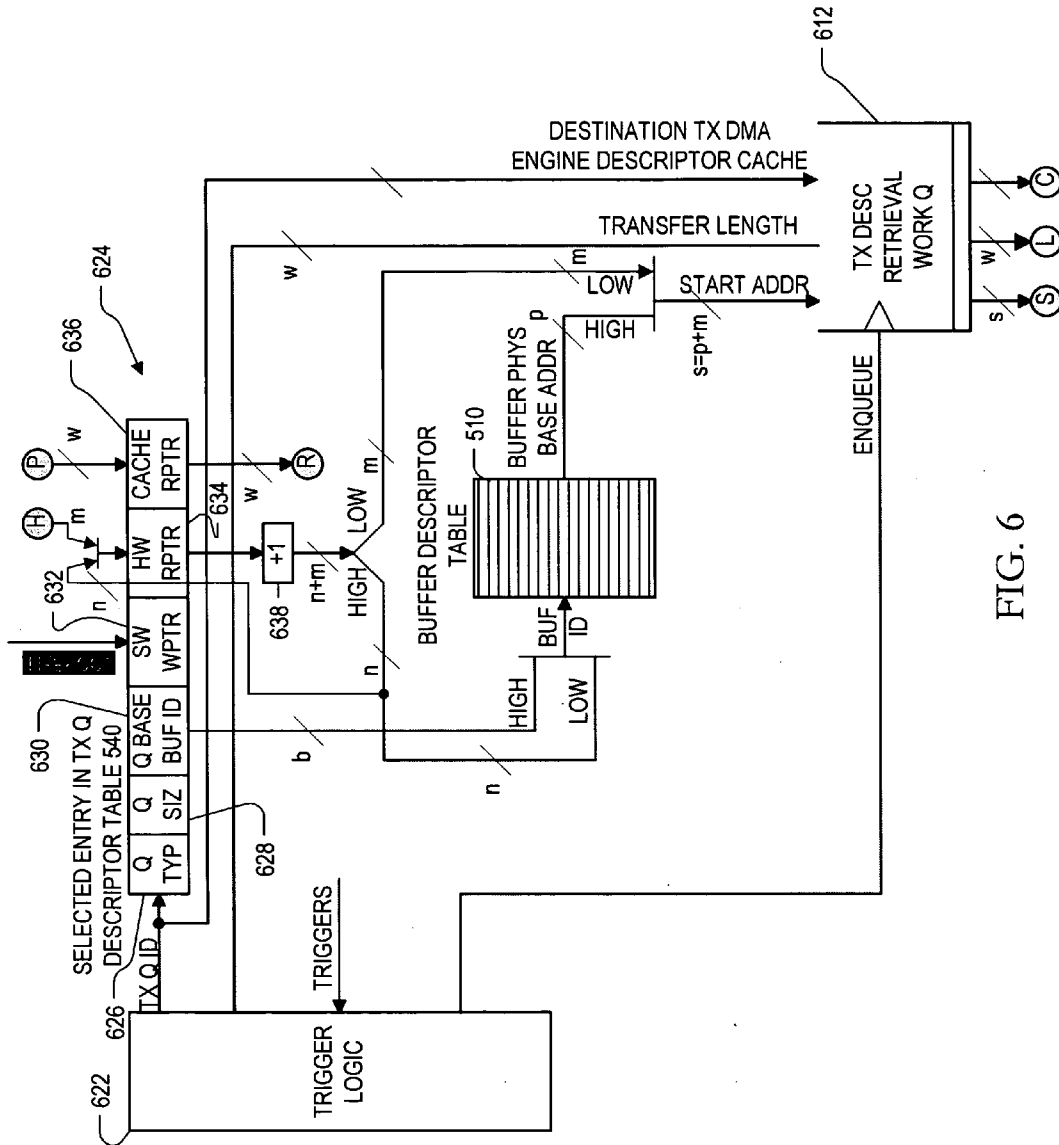 622
TRIGGER
LOGIC
TRIGGERS
626
TX Q ID
SELECTED ENTRY IN TX Q
DESCRIPTOR TABLE 540
Q
TYP
Q
SIZ
Q BASE
BUF ID
SW
WPTR
HW
RPTR
CACHE
RPTR
628
630
632
634
636
624
n
H
m
P
w
w
R
+1
638
n+m
HIGH
LOW
b
n
n
m
HIGH
LOW
BUF
ID
BUFFER DESCRIPTOR
TABLE
510
BUFFER PHYS
BASE ADDR
p
HIGH
LOW
m
s=p+m
START ADDR
w
TRANSFER LENGTH
DESTINATION TX DMA
ENGINE DESCRIPTOR CACHE
ENQUEUE
612
TX DESC
RETRIEVAL
WORK Q
s
w
S
L
C
FIG. 6